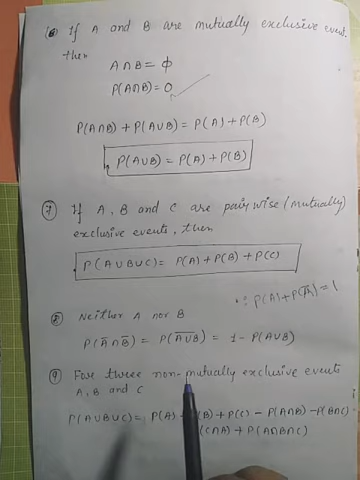 ⑥ If A and B are mutually exclusive event
then
A∩B = ϕ
P(A∩B) = 0
P(A∩B) + P(A∪B) = P(A) + P(B)
P(A∪B) = P(A) + P(B)
⑦ If A, B and C are pairwise (mutually)
exclusive events, then
P(A∪B∪C) = P(A) + P(B) + P(C)
∵ P(A) + P(A̅) = 1
⑧ Neither A nor B
P(A̅∩B̅) = P(A̅∪̅B̅) = 1 - P(A∪B)
⑨ For three non-mutually exclusive events
A, B and C
P(A∪B∪C) = P(A) (B) + P(C) - P(A∩B) - P(B∩C)
(C∩A) + P(A∩B∩C)